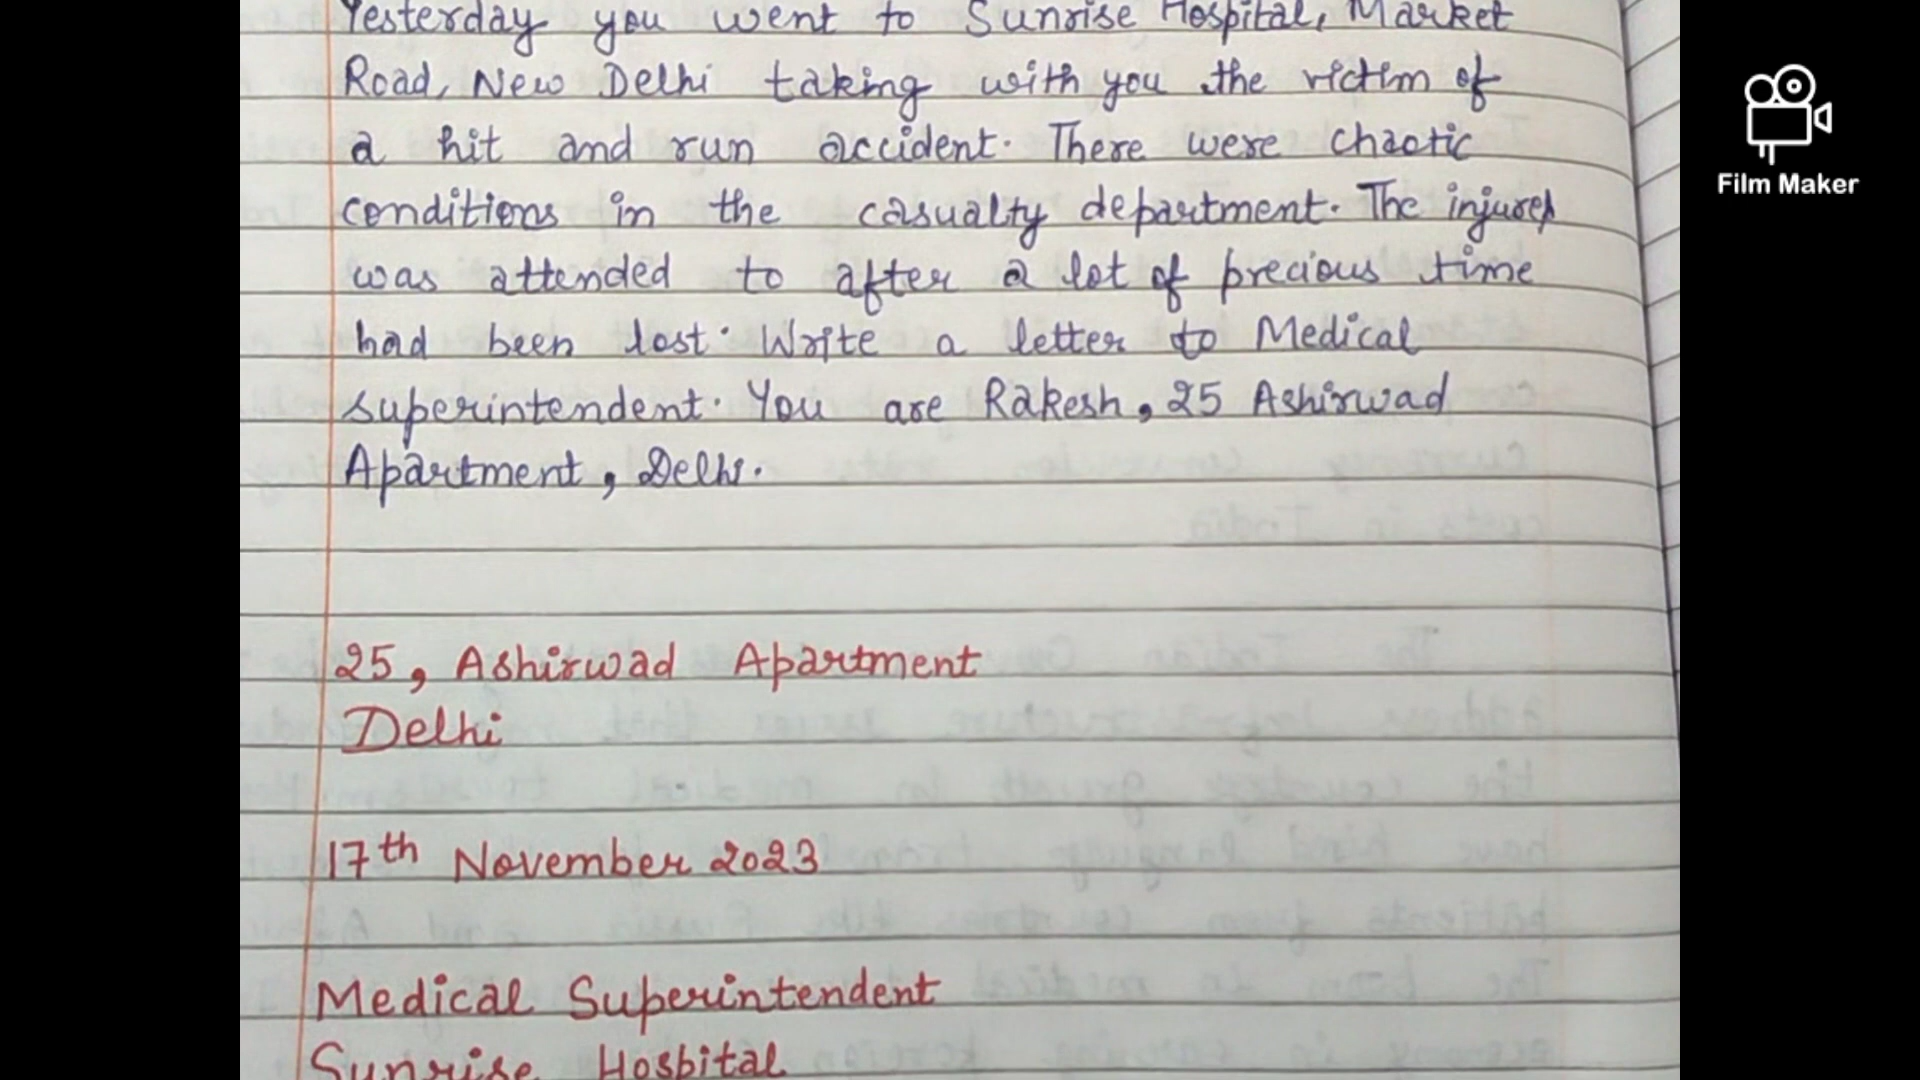 Yesterday you went to Sunrise Hospital, Market
Road, New Delhi taking with you the victim of
a hit and run accident. There were chaotic
conditions in the casualty department. The injured
was attended to after a lot of precious time
had been lost. Write a letter to Medical
superintendent. You are Rakesh, 25 Ashirwad
Apartment, Delhi.
25, Ashirwad Apartment
Delhi
17th November 2023
Medical Superintendent
Sunrise Hospital
Film Maker